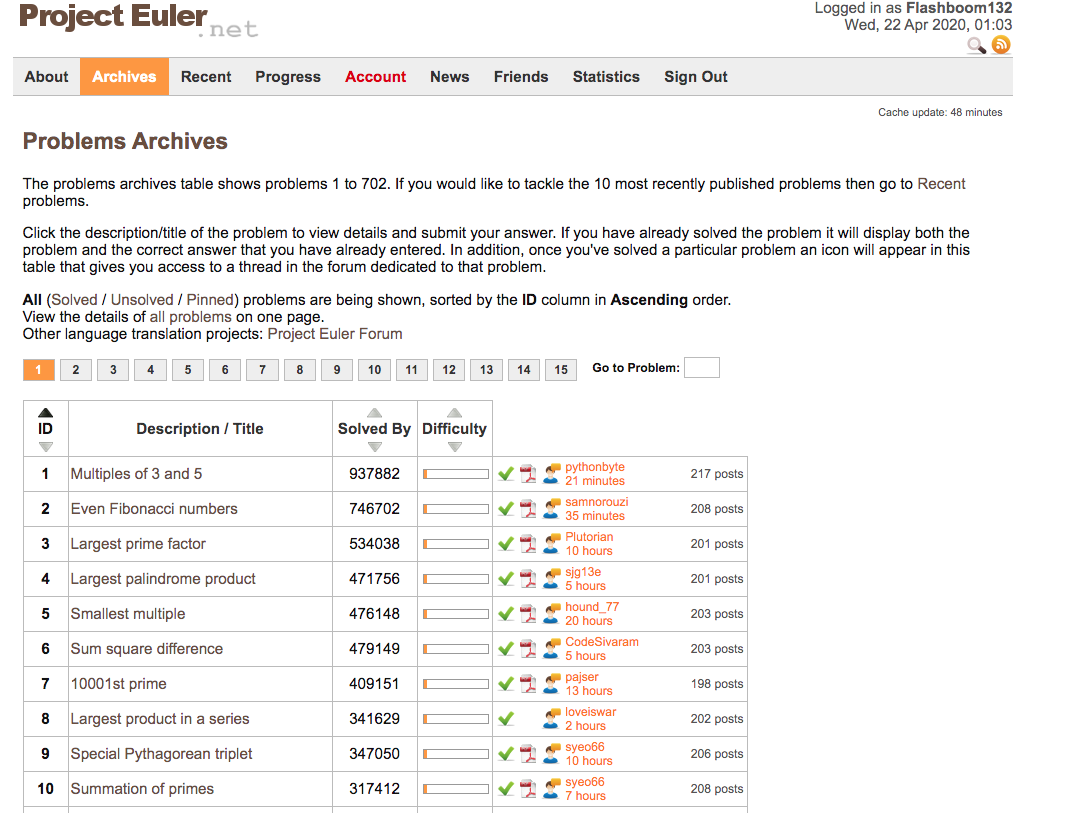 Project Euler.net
Logged in as Flashboom132
Wed, 22 Apr 2020, 01:03
About Archives Recent Progress Account News Friends Statistics Sign Out
Cache update: 48 minutes
Problems Archives
The problems archives table shows problems 1 to 702. If you would like to tackle the 10 most recently published problems then go to Recent
problems.
Click the description/title of the problem to view details and submit your answer. If you have already solved the problem it will display both the
problem and the correct answer that you have already entered. In addition, once you've solved a particular problem an icon will appear in this
table that gives you access to a thread in the forum dedicated to that problem.
All (Solved / Unsolved / Pinned) problems are being shown, sorted by the ID column in Ascending order.
View the details of all problems on one page.
Other language translation projects: Project Euler Forum
1 2 3 4 5 6 7 8 9 10 11 12 13 14 15 Go to Problem:
ID Description / Title Solved By Difficulty
1 Multiples of 3 and 5 937882 pythonbyte 217 posts
21 minutes
2 Even Fibonacci numbers 746702 samnorouzi 208 posts
35 minutes
3 Largest prime factor 534038 Plutorian 201 posts
10 hours
4 Largest palindrome product 471756 sjg13e 201 posts
5 hours
5 Smallest multiple 476148 hound_77 203 posts
20 hours
6 Sum square difference 479149 CodeSivaram 203 posts
5 hours
7 10001st prime 409151 pajser 198 posts
13 hours
8 Largest product in a series 341629 loveiswar 202 posts
2 hours
9 Special Pythagorean triplet 347050 syeo66 206 posts
10 hours
10 Summation of primes 317412 syeo66 208 posts
7 hours